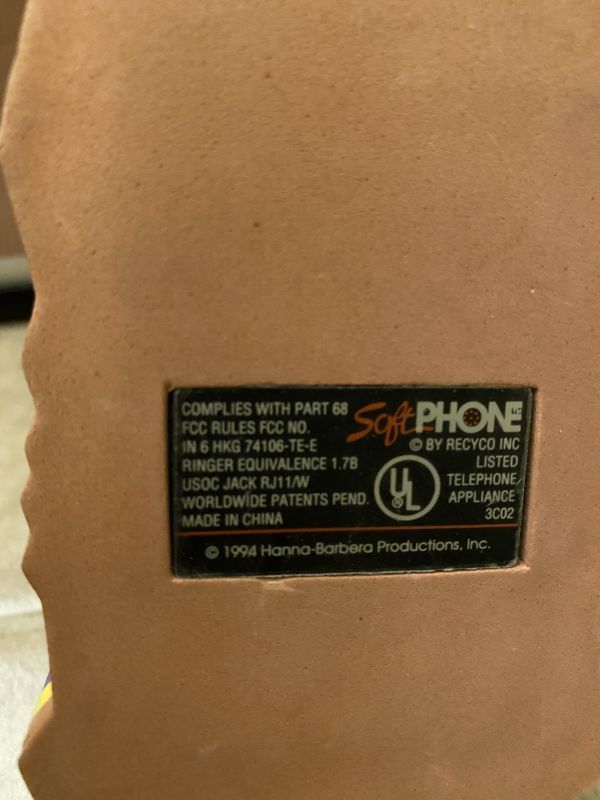 COMPLIES WITH PART 68
FCC RULES FCC NO.
IN 6 HKG 74106-TE-E
RINGER EQUIVALENCE 1.7B
USOC JACK RJ11/W
WORLDWIDE PATENTS PEND.
MADE IN CHINA
Soft PHONE
© BY RECYCO INC
UL
®
LISTED
TELEPHONE
APPLIANCE
3C02
© 1994 Hanna-Barbera Productions, Inc.